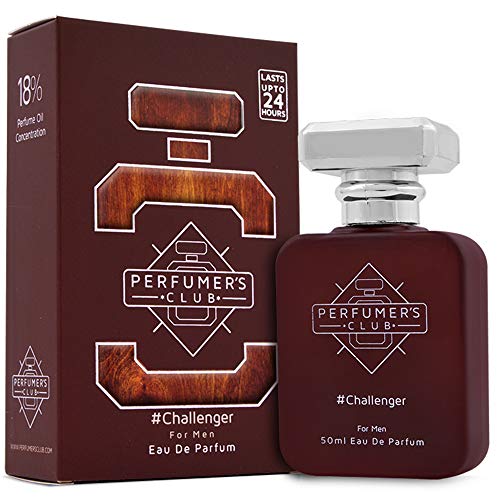 18%
Perfume Oil
Concentration
PERFUMER'S
CLUB
WWW.PERFUMERSCLUB.COM
LASTS
UPTO
24
HOURS
PERFUMER'S
CLUB
#Challenger
For Men
Eau De Parfum
PERFUMER'S
CLUB
#Challenger
For Men
50ml Eau De Parfum